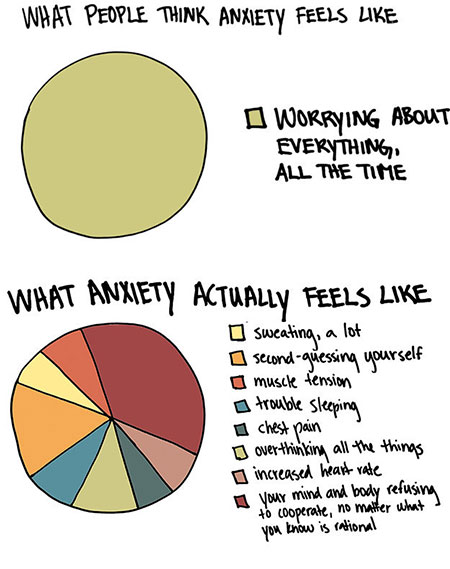 WHAT PEOPLE THINK ANXIETY FEELS LIKE
WORRYING ABOUT
EVERYTHING,
ALL THE TIME
WHAT ANXIETY ACTUALLY FEELS LIKE
sweating, a lot
second-guessing yourself
muscle tension
trouble sleeping
chest pain
overthinking all the things
increased heart rate
your mind and body refusing
to cooperate, no matter what
you know is rational